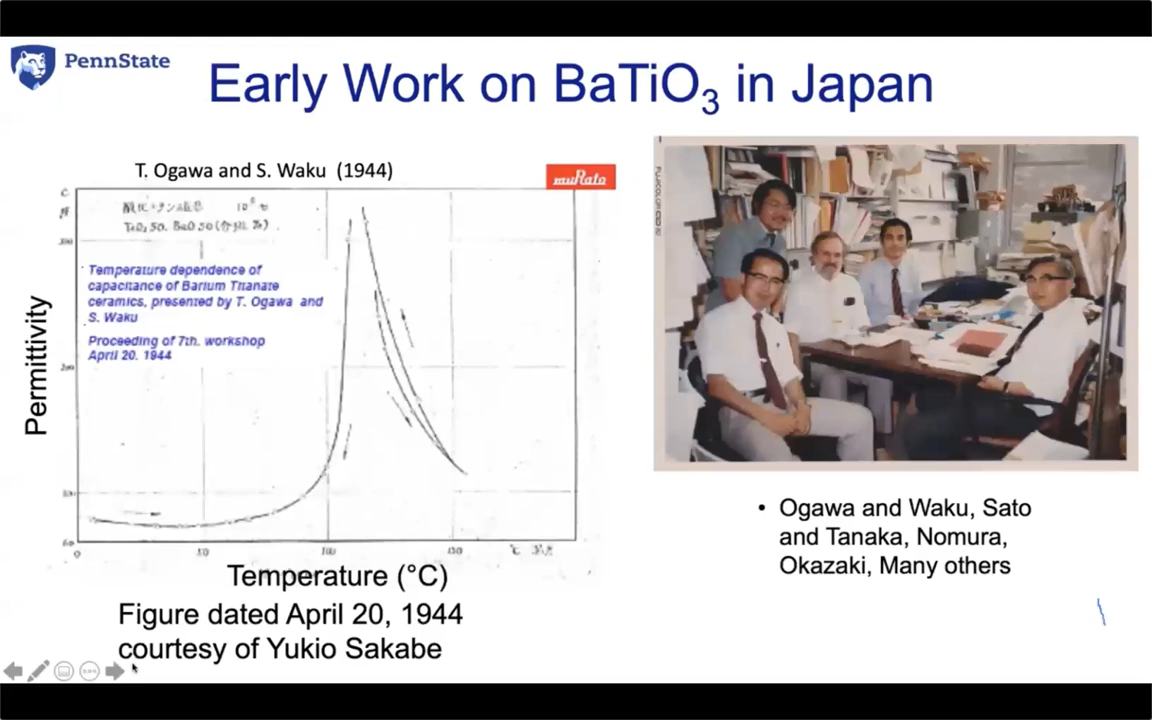 PennState
Early Work on BaTiO3 in Japan
T. Ogawa and S. Waku (1944)
muRata
Temperature dependence of
capacitance of Barium Titanate
ceramics, presented by T. Ogawa and
S. Waku
Proceeding of 7th. workshop
April 20. 1944
Permittivity
0
50
100
150
°C
Temperature (°C)
Figure dated April 20, 1944
courtesy of Yukio Sakabe
FUJICOLOR
• Ogawa and Waku, Sato
and Tanaka, Nomura,
Okazaki, Many others